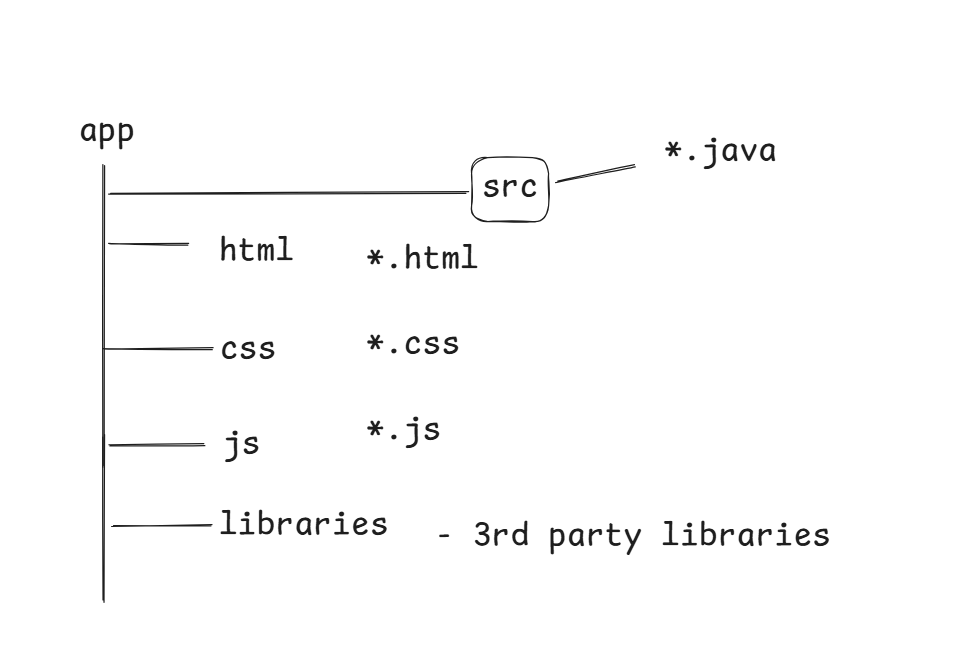 app
*.java
src
html *.html
css *.css
js *.js
libraries - 3rd party libraries